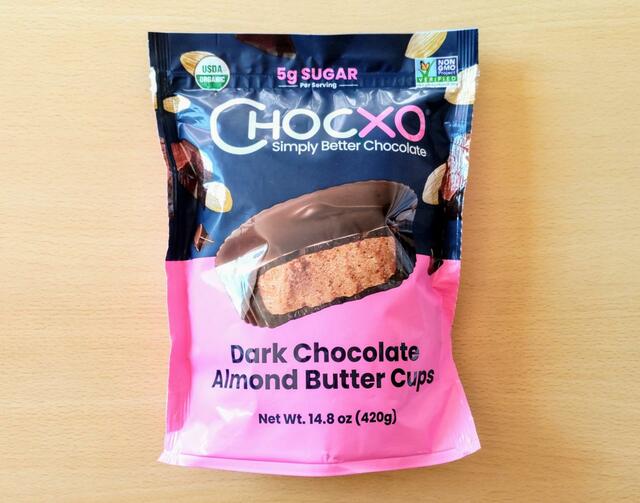 USDA
ORGANIC
5g SUGAR
Per Serving
NON
GMO
Project
VERIFIED
CHOCXO
Simply Better Chocolate
Dark Chocolate
Almond Butter Cups
Net Wt. 14.8 oz (420g)